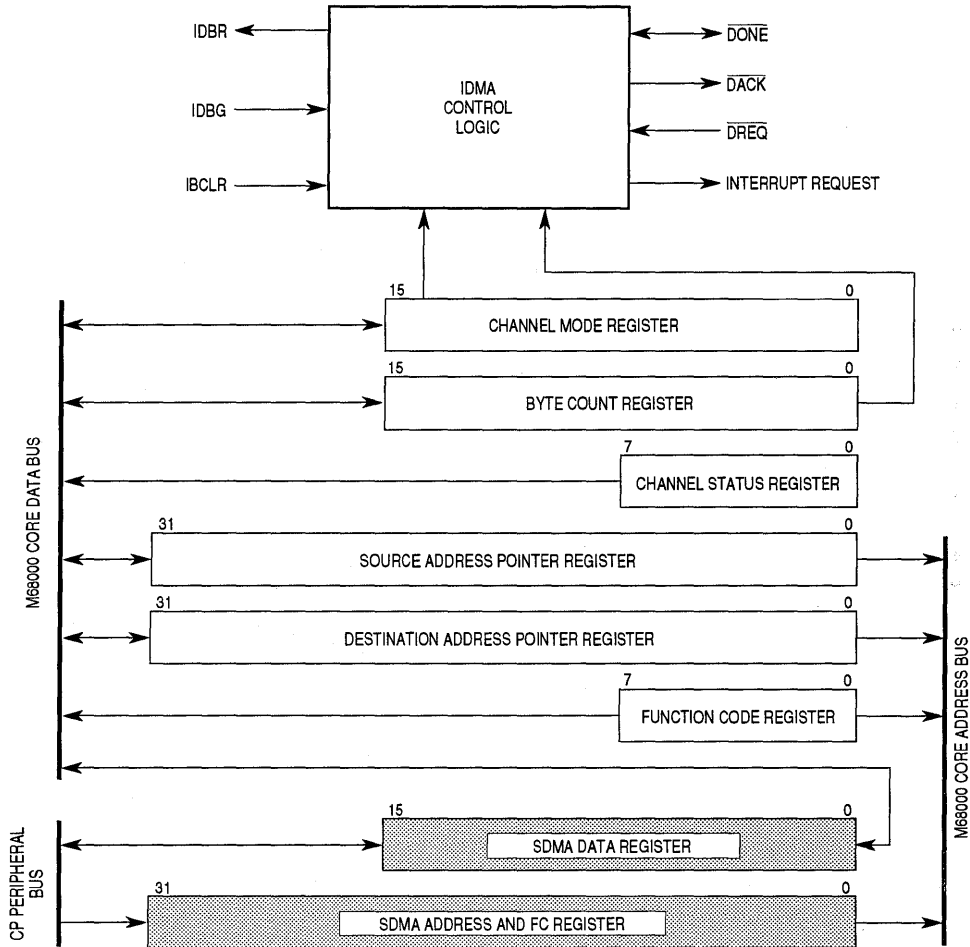 IDBR
IDBG
IBCLR
IDMA
CONTROL
LOGIC
DONE
DACK
DREQ
INTERRUPT REQUEST
15 0
CHANNEL MODE REGISTER
15 0
BYTE COUNT REGISTER
7 0
CHANNEL STATUS REGISTER
31 0
SOURCE ADDRESS POINTER REGISTER
31 0
DESTINATION ADDRESS POINTER REGISTER
7 0
FUNCTION CODE REGISTER
15 0
SDMA DATA REGISTER
31 0
SDMA ADDRESS AND FC REGISTER
M68000 CORE DATA BUS
CP PERIPHERAL
BUS
M68000 CORE ADDRESS BUS